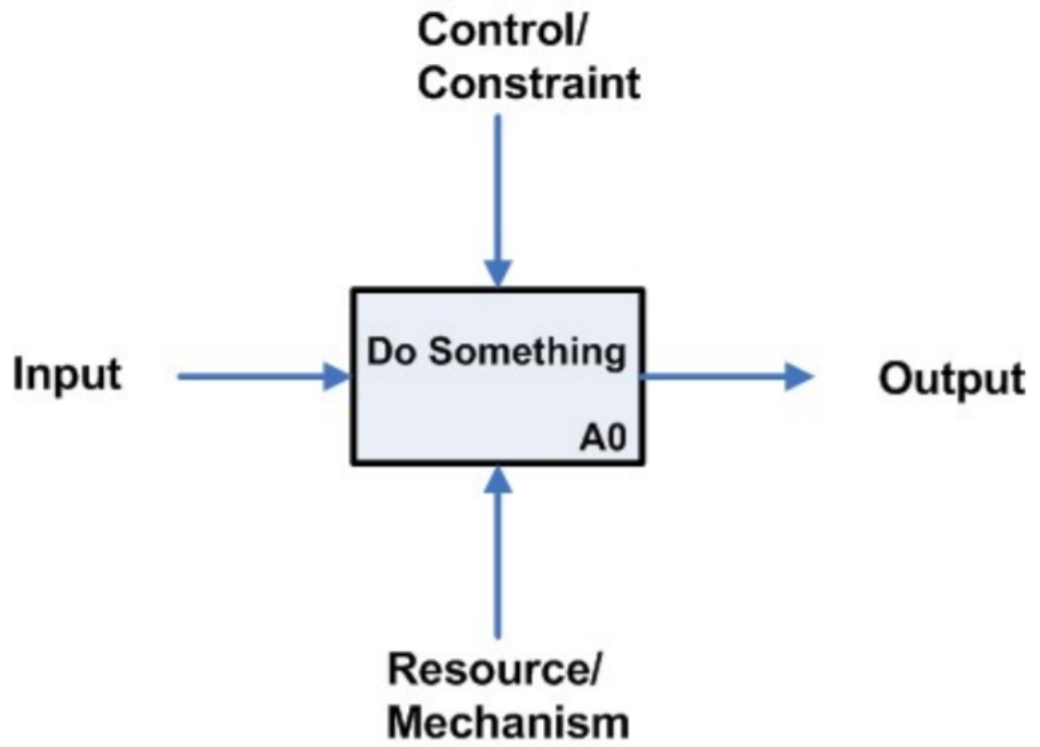 Control/
Constraint
Input
Do Something
Output
A0
Resource/
Mechanism